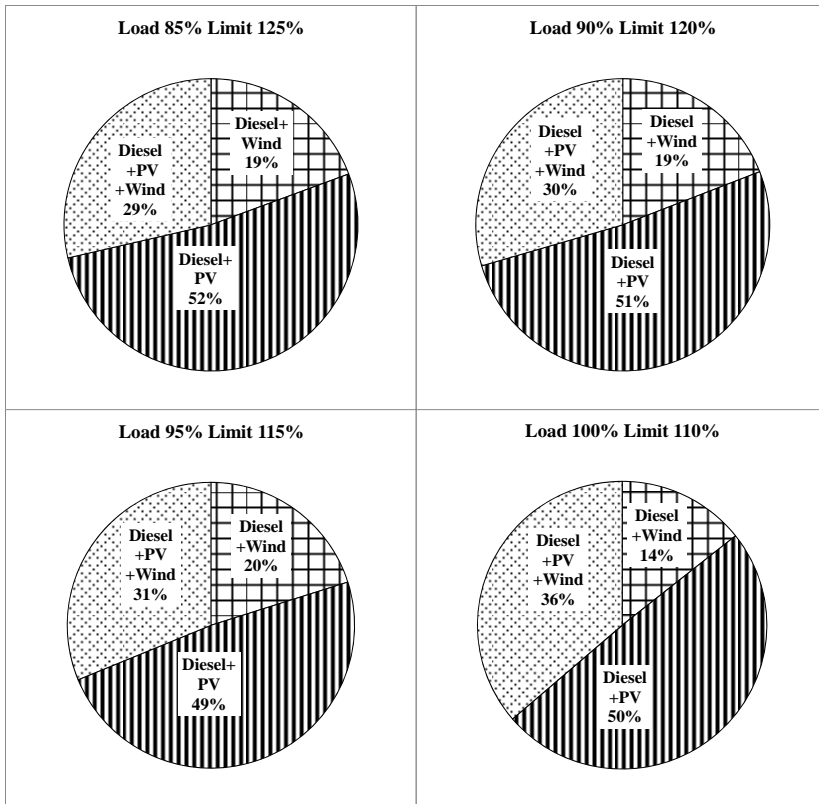 Load 85% Limit 125%
Diesel+
Wind
19%
Diesel
+PV
+Wind
29%
Diesel+
PV
52%
Load 90% Limit 120%
Diesel
+Wind
19%
Diesel
+PV
+Wind
30%
Diesel
+PV
51%
Load 95% Limit 115%
Diesel
+Wind
20%
Diesel
+PV
+Wind
31%
Diesel+
PV
49%
Load 100% Limit 110%
Diesel
+Wind
14%
Diesel
+PV
+Wind
36%
Diesel
+PV
50%